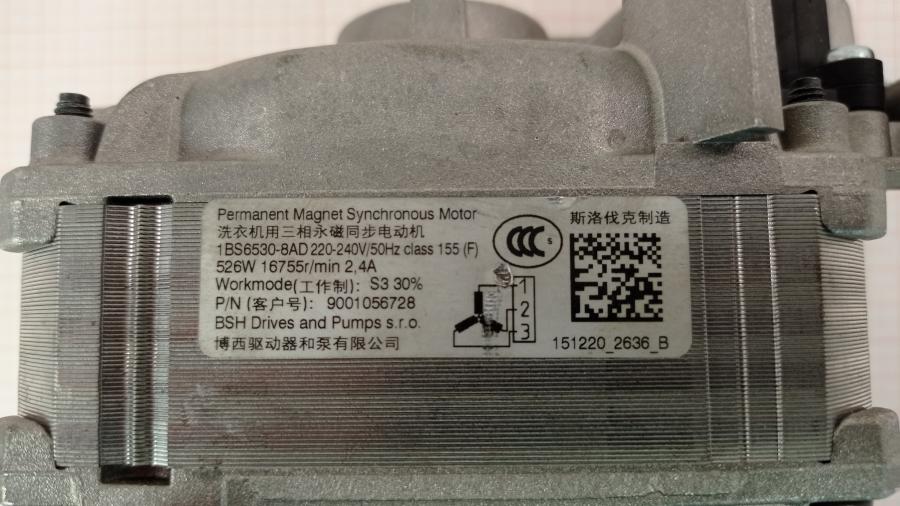 Permanent Magnet Synchronous Motor
洗衣机用三相永磁同步电动机
1BS6530-8AD 220-240V/50Hz class 155 (F)
526W 16755r/min 2,4A
Workmode(工作制): S3 30%
P/N (客户号): 9001056728
BSH Drives and Pumps s.r.o.
博西驱动器和泵有限公司
CCC S
1
2
3
斯洛伐克制造
151220_2636_B